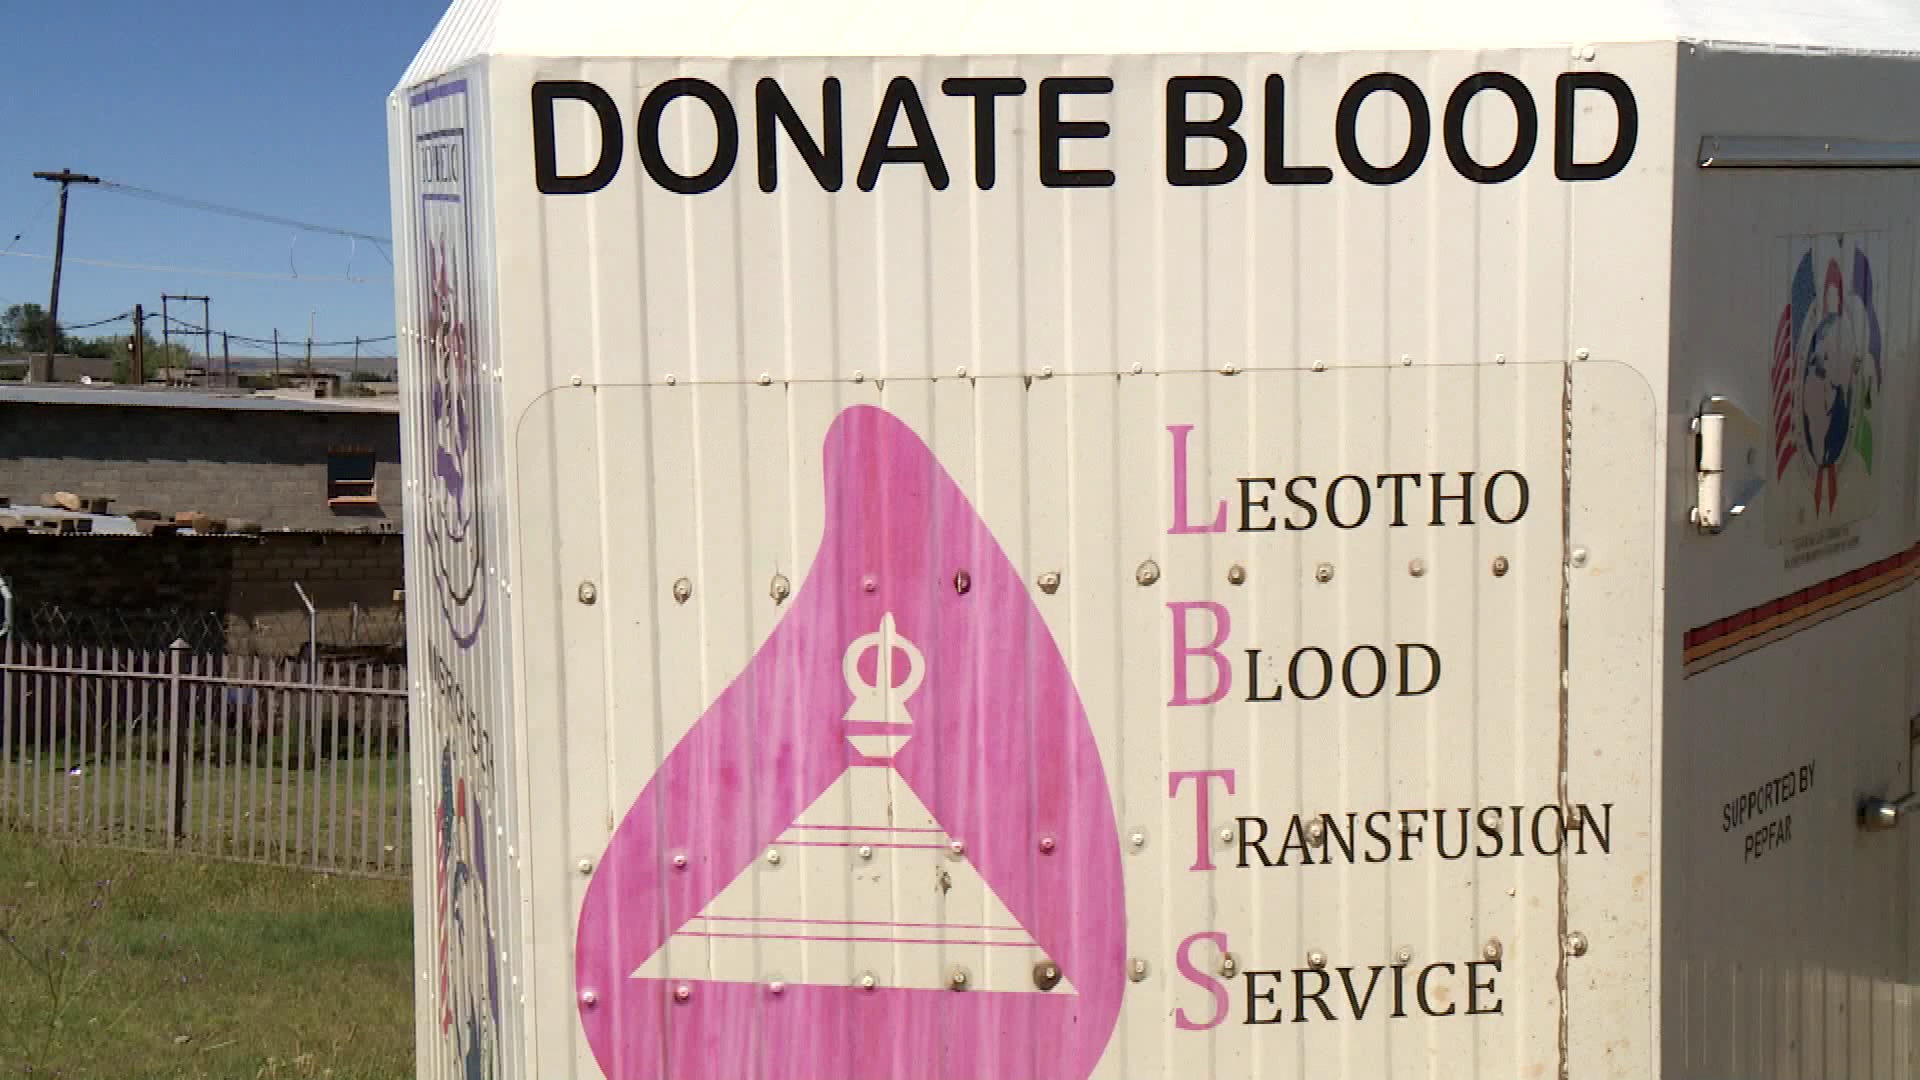 DONATE BLOOD
LESOTHO
BLOOD
TRANSFUSION
SERVICE
SUPPORTED BY
PEPFAR